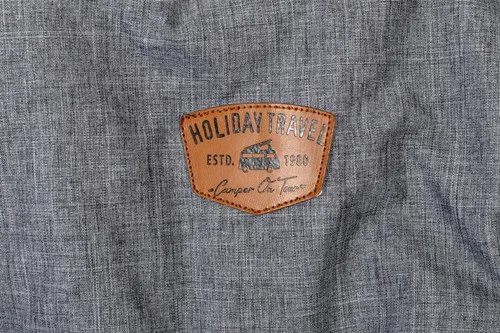 HOLIDAY TRAVEL
ESTD. 1980
Camper On Tour